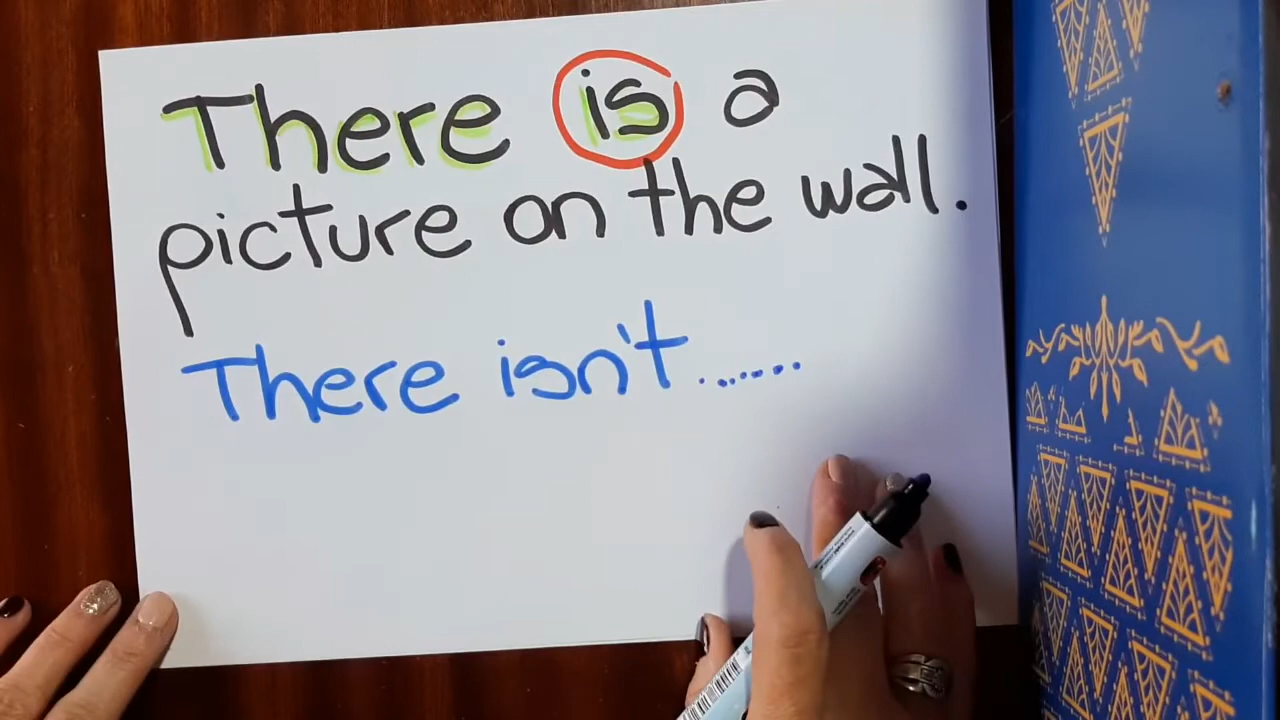 There is a
picture on the wall.
There isn't.......